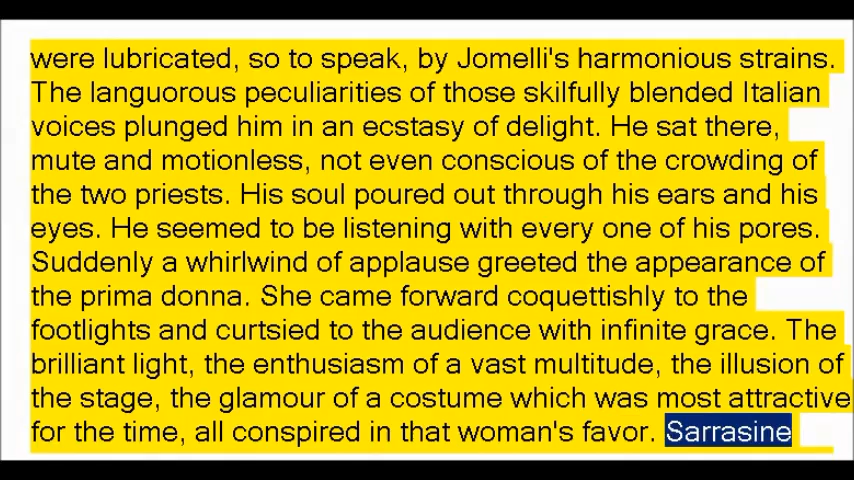 were lubricated, so to speak, by Jomelli's harmonious strains.
The languorous peculiarities of those skilfully blended Italian
voices plunged him in an ecstasy of delight. He sat there,
mute and motionless, not even conscious of the crowding of
the two priests. His soul poured out through his ears and his
eyes. He seemed to be listening with every one of his pores.
Suddenly a whirlwind of applause greeted the appearance of
the prima donna. She came forward coquettishly to the
footlights and curtsied to the audience with infinite grace. The
brilliant light, the enthusiasm of a vast multitude, the illusion of
the stage, the glamour of a costume which was most attractive
for the time, all conspired in that woman's favor. Sarrasine